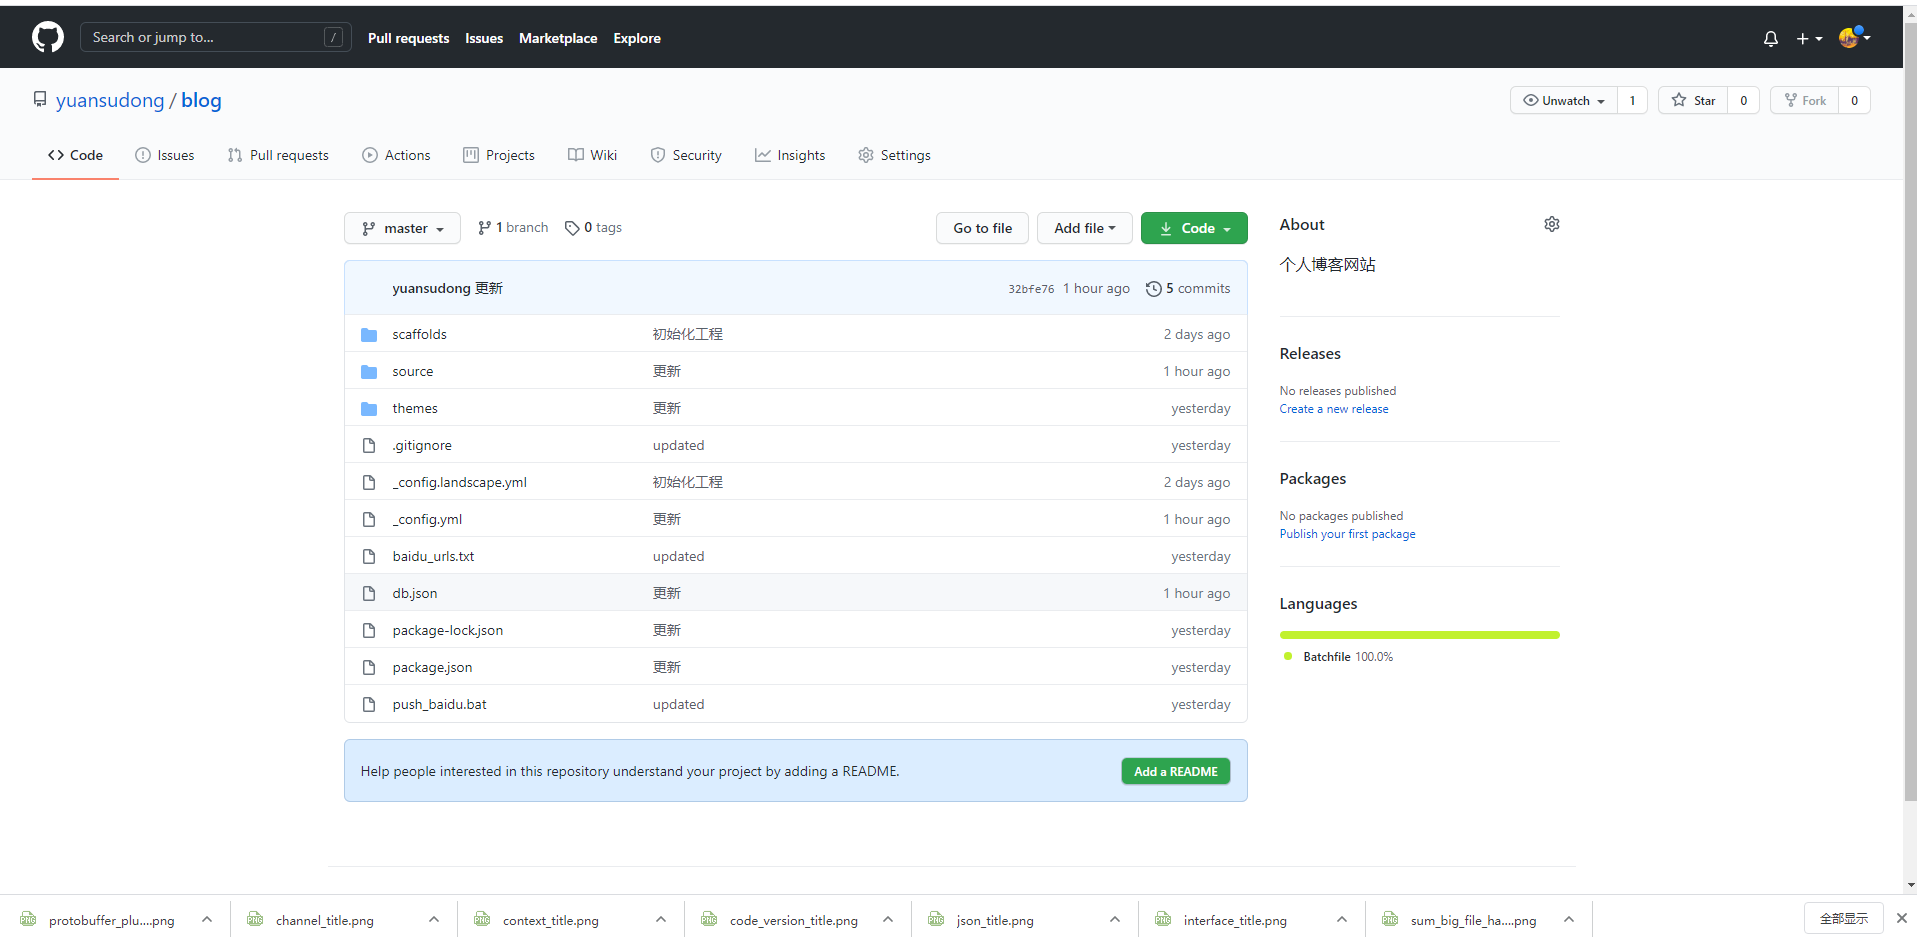 Search or jump to... /
Pull requests Issues Marketplace Explore
yuansudong / blog
Unwatch 1 Star 0 Fork 0
Code Issues Pull requests Actions Projects Wiki Security Insights Settings
master 1 branch 0 tags Go to file Add file Code
yuansudong 更新 32bfe76 1 hour ago 5 commits
scaffolds 初始化工程 2 days ago
source 更新 1 hour ago
themes 更新 yesterday
.gitignore updated yesterday
_config.landscape.yml 初始化工程 2 days ago
_config.yml 更新 1 hour ago
baidu_urls.txt updated yesterday
db.json 更新 1 hour ago
package-lock.json 更新 yesterday
package.json 更新 yesterday
push_baidu.bat updated yesterday
Help people interested in this repository understand your project by adding a README. Add a README
About
个人博客网站
Releases
No releases published
Create a new release
Packages
No packages published
Publish your first package
Languages
Batchfile 100.0%
protobuffer_plu....png channel_title.png context_title.png code_version_title.png json_title.png interface_title.png sum_big_file_ha....png 全部显示